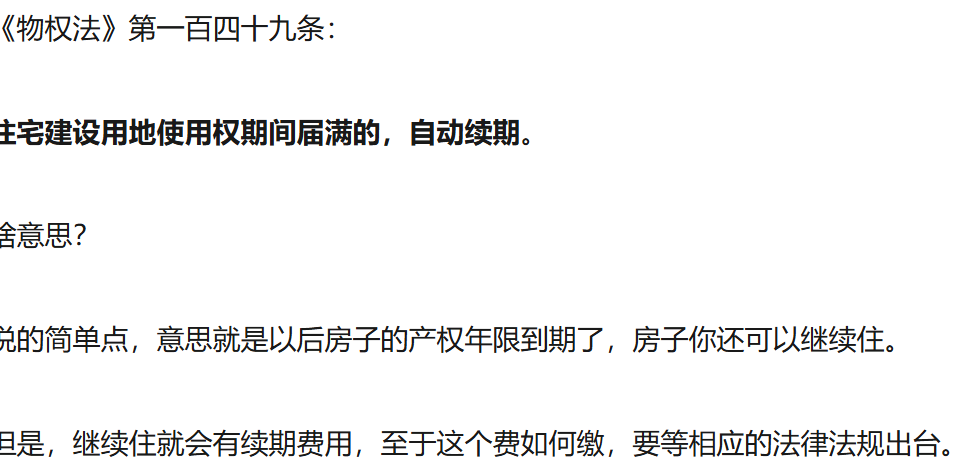 《物权法》第一百四十九条：
住宅建设用地使用权期间届满的，自动续期。
啥意思？
说的简单点，意思就是以后房子的产权年限到期了，房子你还可以继续住。
但是，继续住就会有续期费用，至于这个费如何缴，要等相应的法律法规出台。